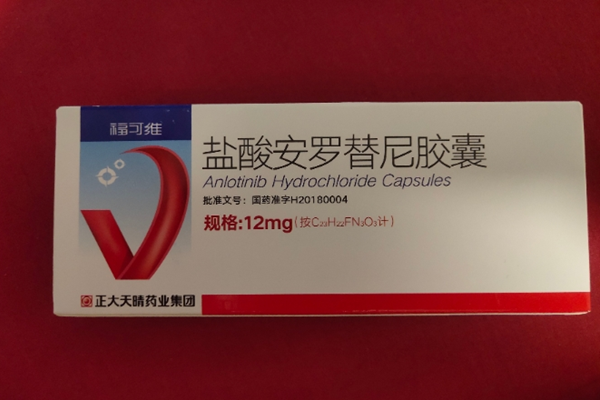 福可维
盐酸安罗替尼胶囊
Anlotinib Hydrochloride Capsules
批准文号：国药准字H20180004
规格:12mg(按C₂₃H₂₂FN₃O₃计)
正大天晴药业集团